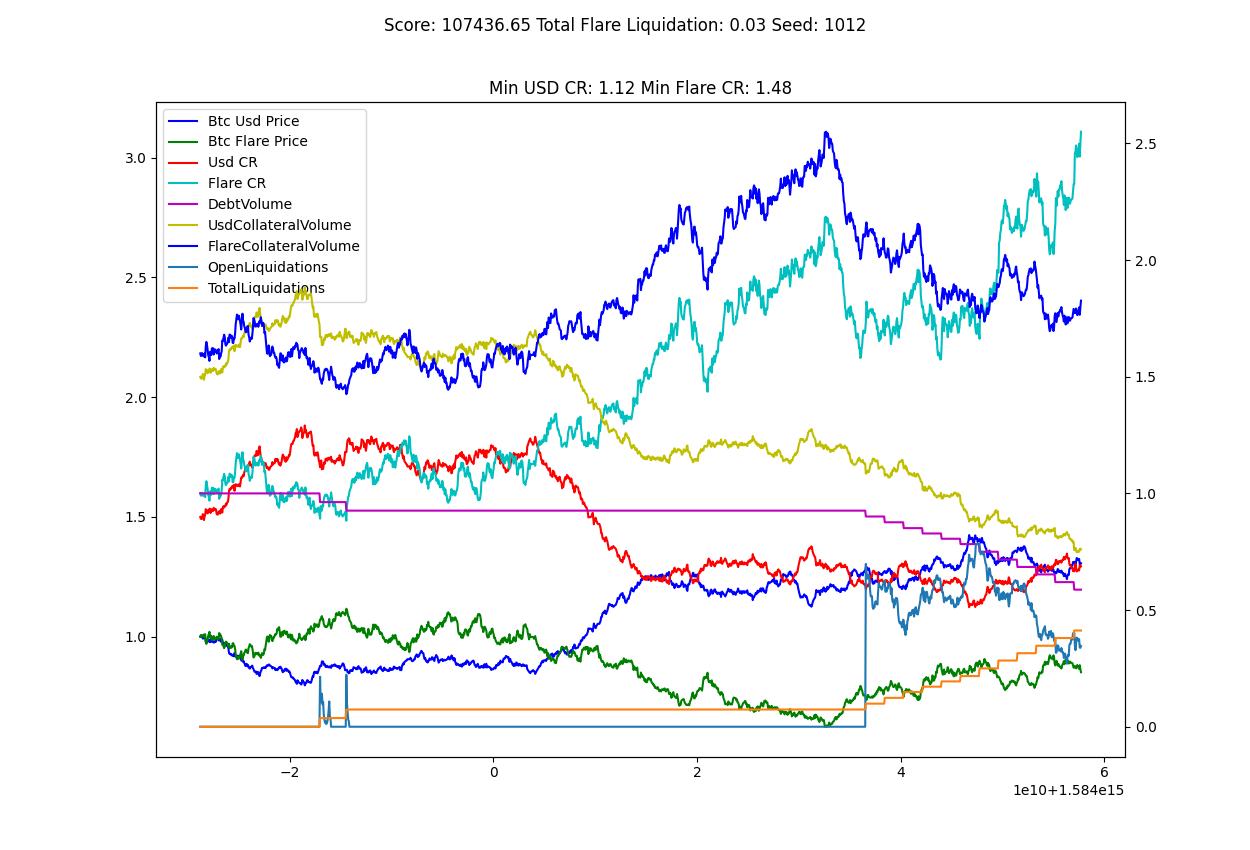 Score: 107436.65 Total Flare Liquidation: 0.03 Seed: 1012
Min USD CR: 1.12 Min Flare CR: 1.48
Btc Usd Price
Btc Flare Price
Usd CR
Flare CR
DebtVolume
UsdCollateralVolume
FlareCollateralVolume
OpenLiquidations
TotalLiquidations
3.0
2.5
2.0
1.5
1.0
2.5
2.0
1.5
1.0
0.5
0.0
−2
0
2
4
6
1e10+1.584e15